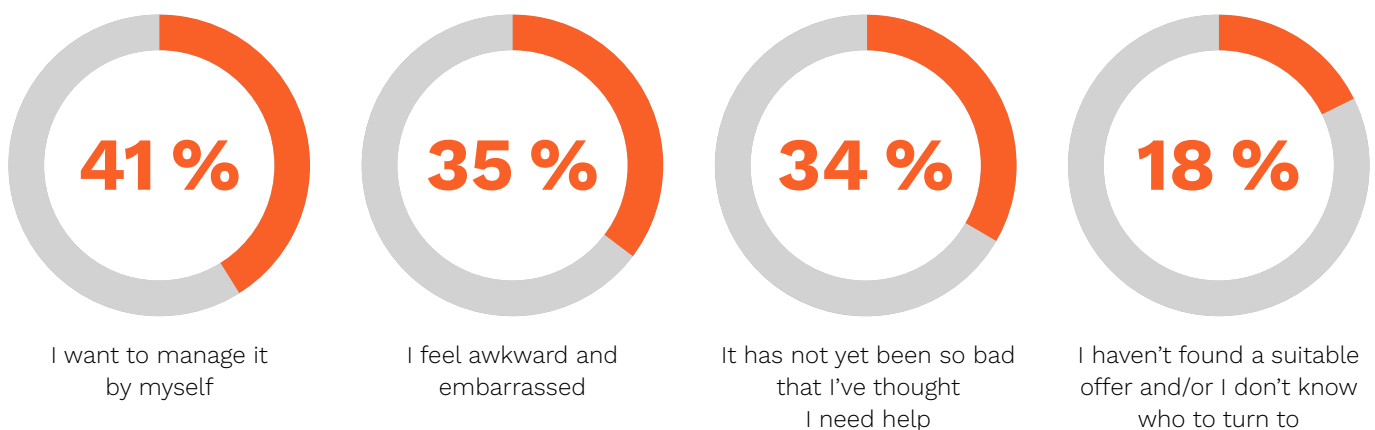 41 %
35 %
34 %
18 %
I want to manage it
by myself
I feel awkward and
embarrassed
It has not yet been so bad
that I've thought
I need help
I haven't found a suitable
offer and/or I don't know
who to turn to